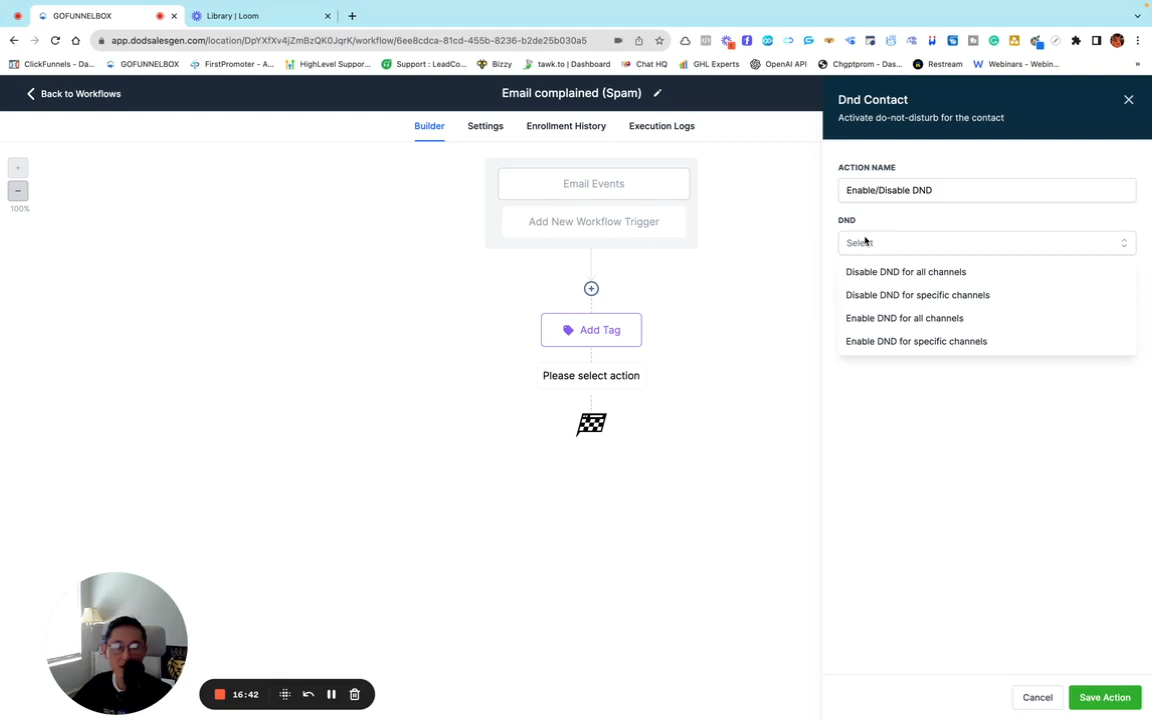 GOFUNNELBOX
Library | Loom
app.dodsalesgen.com/location/DpYXfXv4jZmBzQK0JqrK/workflow/6ee8cdca-81cd-455b-8236-b2de25b030a5
ClickFunnels - Da...
GOFUNNELBOX
FirstPromoter - A...
HighLevel Suppor...
Support : LeadCo...
Bizzy
tawk.to | Dashboard
Chat HQ
GHL Experts
OpenAI API
Chgptprom - Das...
Restream
Webinars - Webin...
»
Back to Workflows
Email complained (Spam)
Builder
Settings
Enrollment History
Execution Logs
100%
Email Events
Add New Workflow Trigger
Add Tag
Please select action
Dnd Contact
Activate do-not-disturb for the contact
ACTION NAME
Enable/Disable DND
DND
Select
Disable DND for all channels
Disable DND for specific channels
Enable DND for all channels
Enable DND for specific channels
16:42
Cancel
Save Action